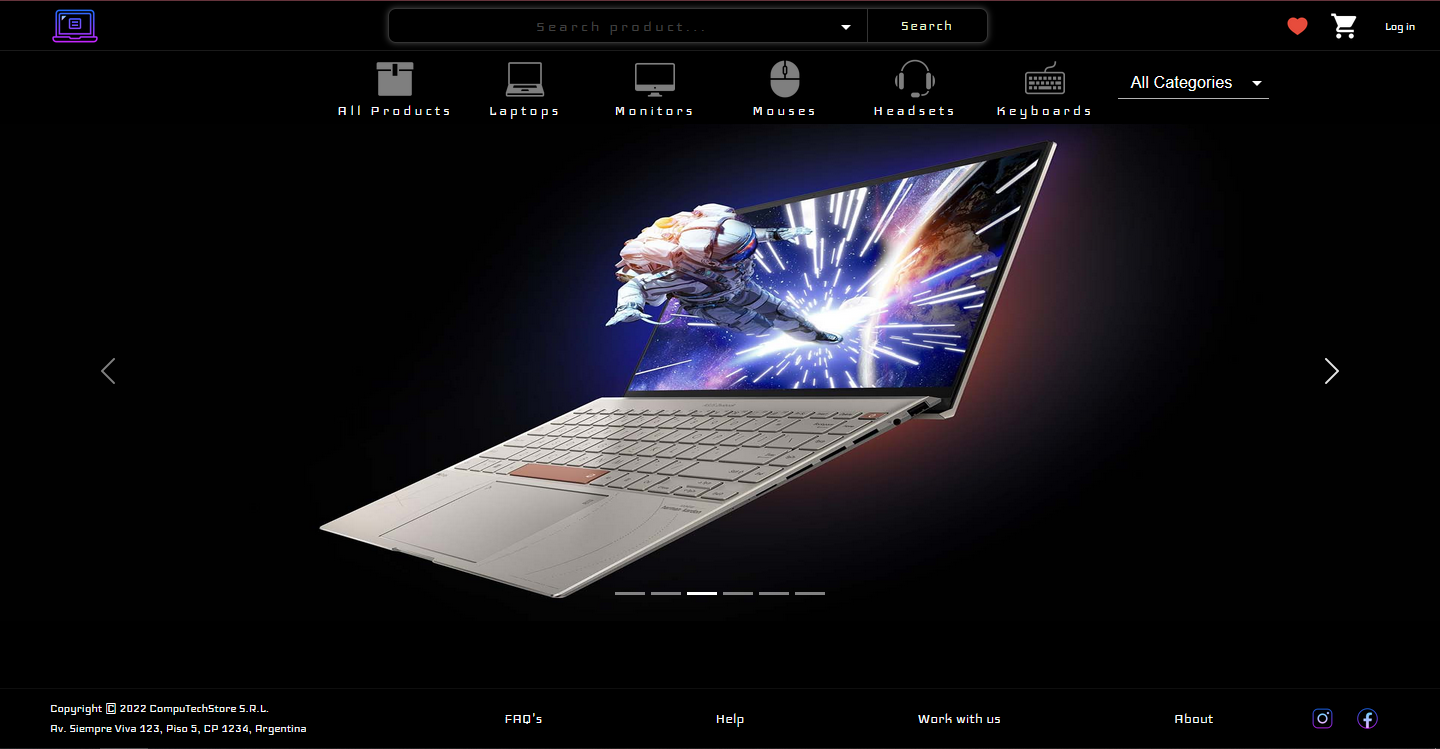 Search product...
Search
Log in
All Products
Laptops
Monitors
Mouses
Headsets
Keyboards
All Categories
Copyright © 2022 CompuTechStore S.R.L.
Av. Siempre Viva 123, Piso 5, CP 1234, Argentina
FAQ's
Help
Work with us
About